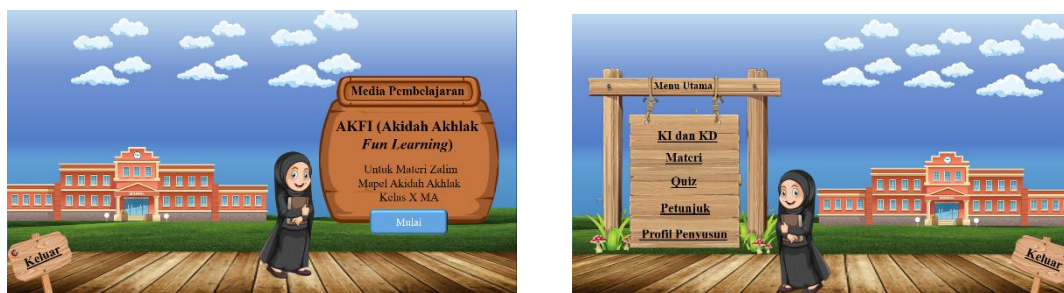 Media Pembelajaran
AKFI (Akidah Akhlak
Fun Learning)
Untuk Materi Zalim
Mapel Akidah Akhlak
Kelas X MA
Mulai
Keluar
Menu Utama
KI dan KD
Materi
Quiz
Petunjuk
Profil Penyusun
Keluar